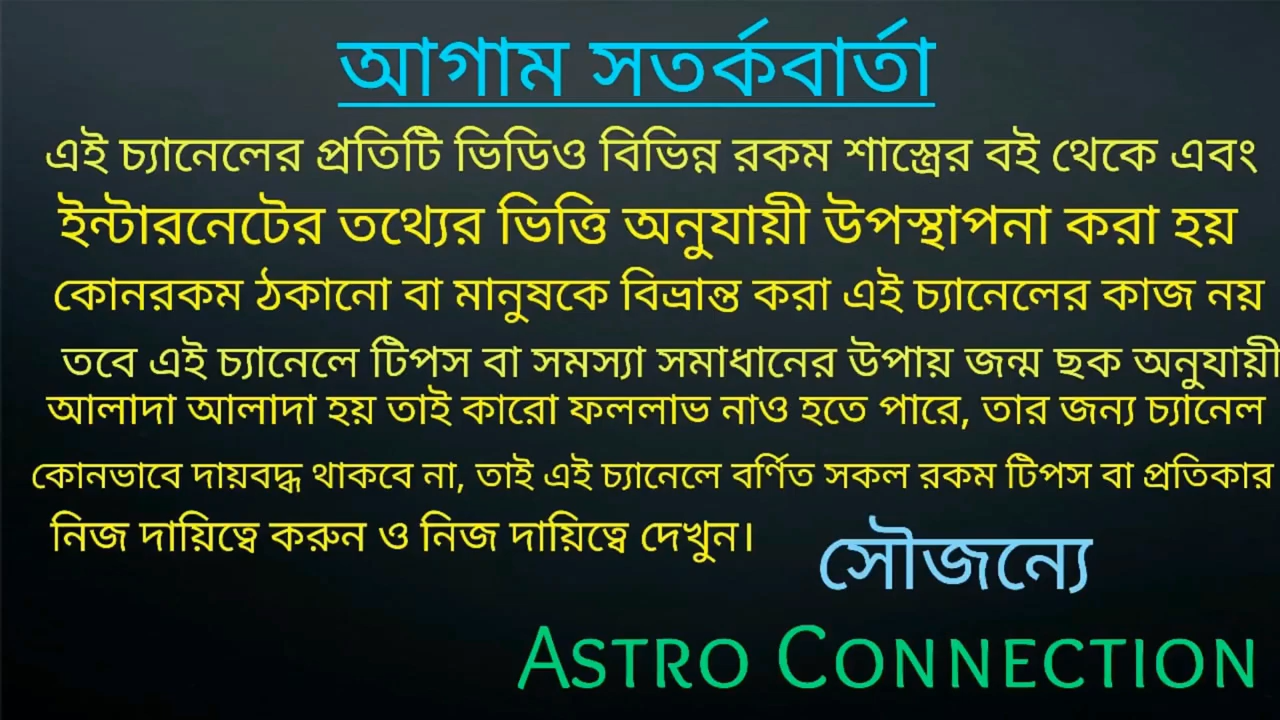 আগাম সতর্কবার্তা
এই চ্যানেলের প্রতিটি ভিডিও বিভিন্ন রকম শাস্ত্রের বই থেকে এবং
ইন্টারনেটের তথ্যের ভিত্তি অনুযায়ী উপস্থাপনা করা হয়
কোনরকম ঠকানো বা মানুষকে বিভ্রান্ত করা এই চ্যানেলের কাজ নয়
তবে এই চ্যানেলে টিপস বা সমস্যা সমাধানের উপায় জন্ম ছক অনুযায়ী
আলাদা আলাদা হয় তাই কারো ফললাভ নাও হতে পারে, তার জন্য চ্যানেল
কোনভাবে দায়বদ্ধ থাকবে না, তাই এই চ্যানেলে বর্ণিত সকল রকম টিপস বা প্রতিকার
নিজ দায়িত্বে করুন ও নিজ দায়িত্বে দেখুন।
সৌজন্যে
ASTRO CONNECTION